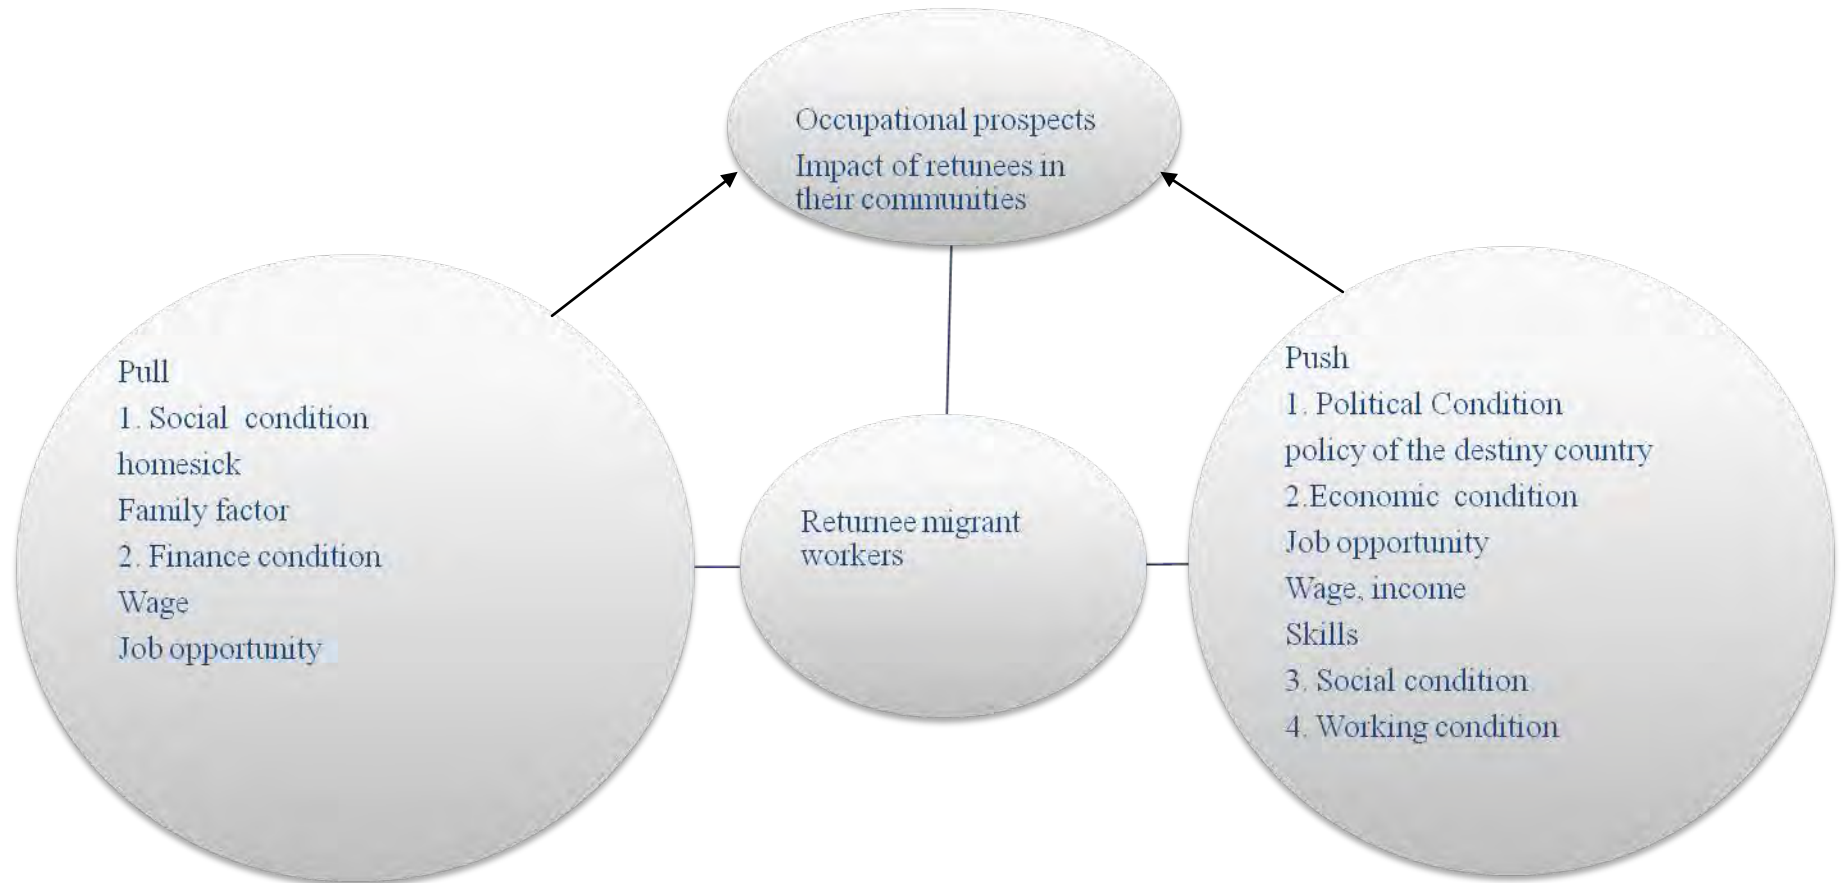 Occupational prospects
Impact of retunees in
their communities
Pull
1. Social condition
homesick
Family factor
2. Finance condition
Wage
Job opportunity
Returnee migrant
workers
Push
1. Political Condition
policy of the destiny country
2.Economic condition
Job opportunity
Wage, income
Skills
3. Social condition
4. Working condition